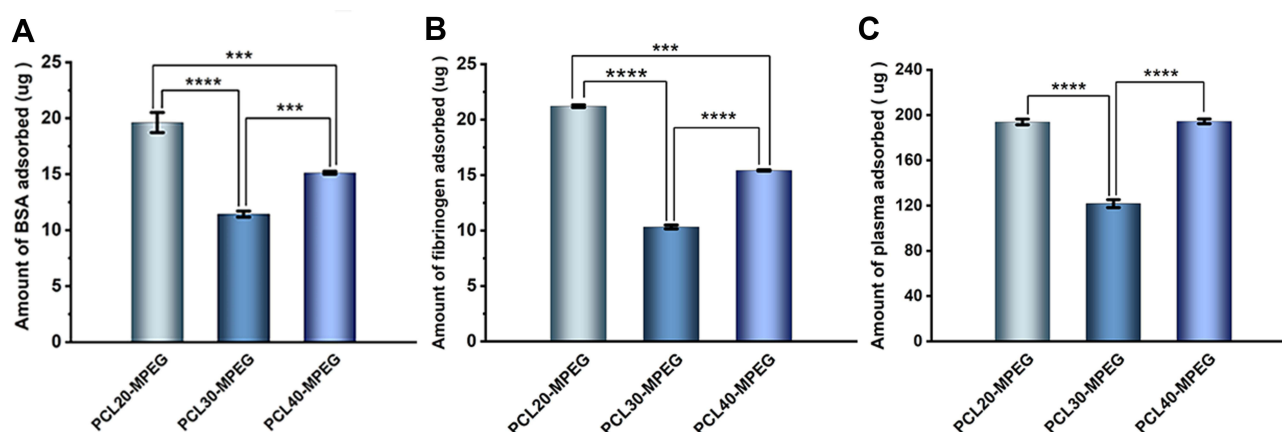 A
Amount of BSA adsorbed (ug )
25
20
15
10
5
0
***
****
***
PCL20-MPEG
PCL30-MPEG
PCL40-MPEG
B
Amount of fibrinogen adsorbed (ug)
25
20
15
10
5
0
***
****
****
PCL20-MPEG
PCL30-MPEG
PCL40-MPEG
C
Amount of plasma adsorbed ( ug )
240
200
160
120
80
40
0
****
****
PCL20-MPEG
PCL30-MPEG
PCL40-MPEG